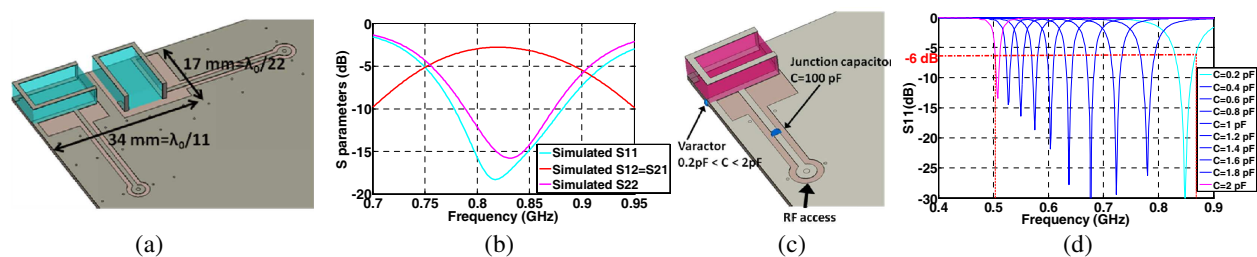 17 mm=λ0/22
34 mm=λ0/11
(a)
S parameters (dB)
0
-5
-10
-15
-20
0.7
0.75
0.8
0.85
0.9
0.95
Frequency (GHz)
Simulated S11
Simulated S12=S21
Simulated S22
(b)
Junction capacitor
C=100 pF
Varactor
0.2pF < C < 2pF
RF access
(c)
S11(dB)
0
-5
-10
-15
-20
-25
-30
-6 dB
0.4
0.5
0.6
0.7
0.8
0.9
Frequency (GHz)
C=0.2 pF
C=0.4 pF
C=0.6 pF
C=0.8 pF
C=1 pF
C=1.2 pF
C=1.4 pF
C=1.6 pF
C=1.8 pF
C=2 pF
(d)